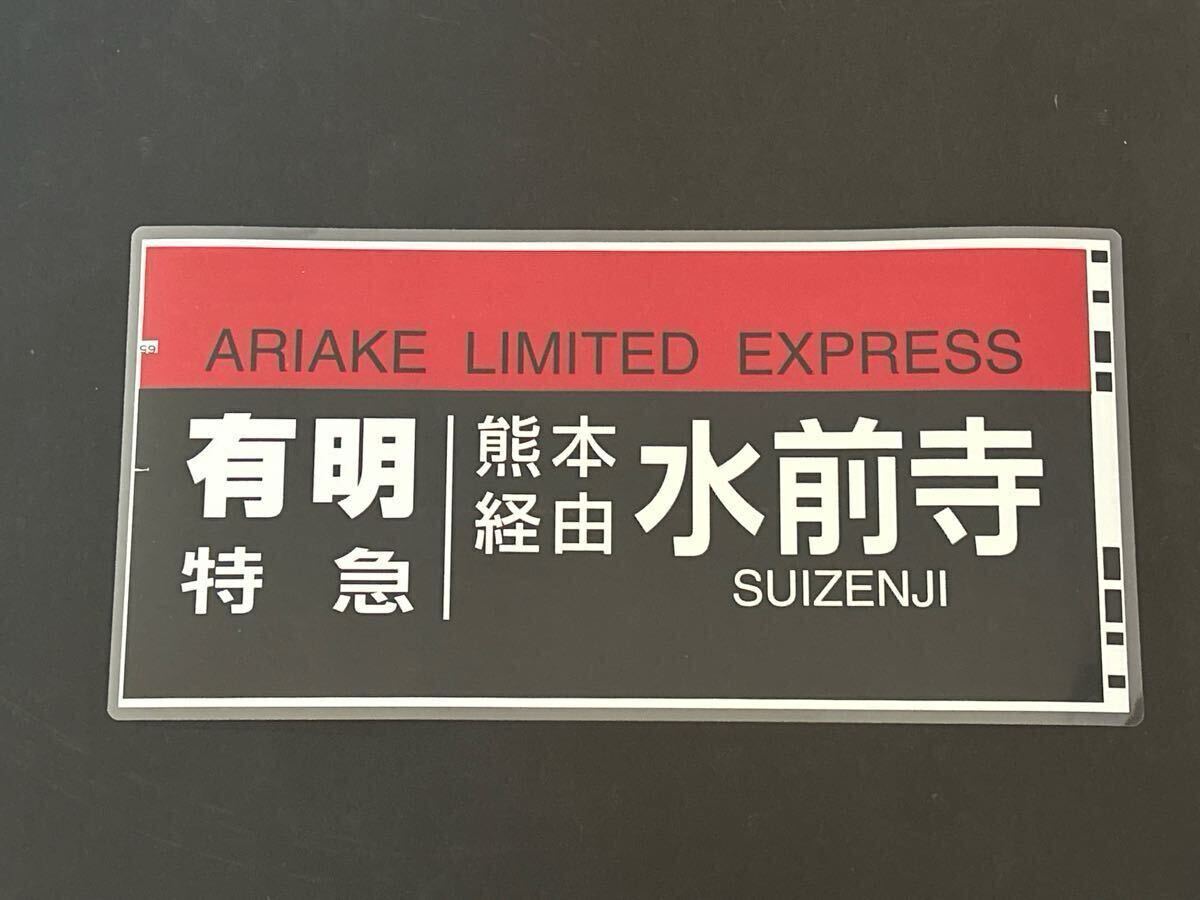 ARIAKE LIMITED EXPRESS
有明
特急
熊本
経由
水前寺
SUIZENJI